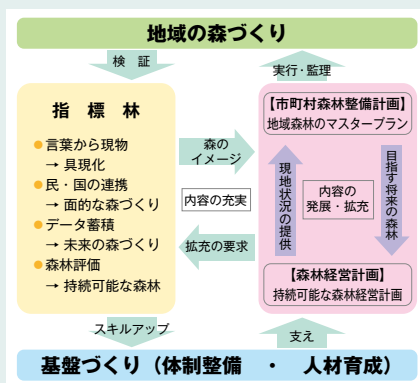 地域の森づくり
検 証
実行・監理
指 標 林
●言葉から現物
→ 具現化
●民・国の連携
→ 面的な森づくり
●データ蓄積
→ 未来の森づくり
●森林評価
→ 持続可能な森林
森の
イメージ
内容の充実
拡充の要求
【市町村森林整備計画】
地域森林のマスタープラン
現地状況の提供
内容の
発展・拡充
目指す将来の森林
【森林経営計画】
持続可能な森林経営計画
スキルアップ
支え
基盤づくり(体制整備 ・ 人材育成)